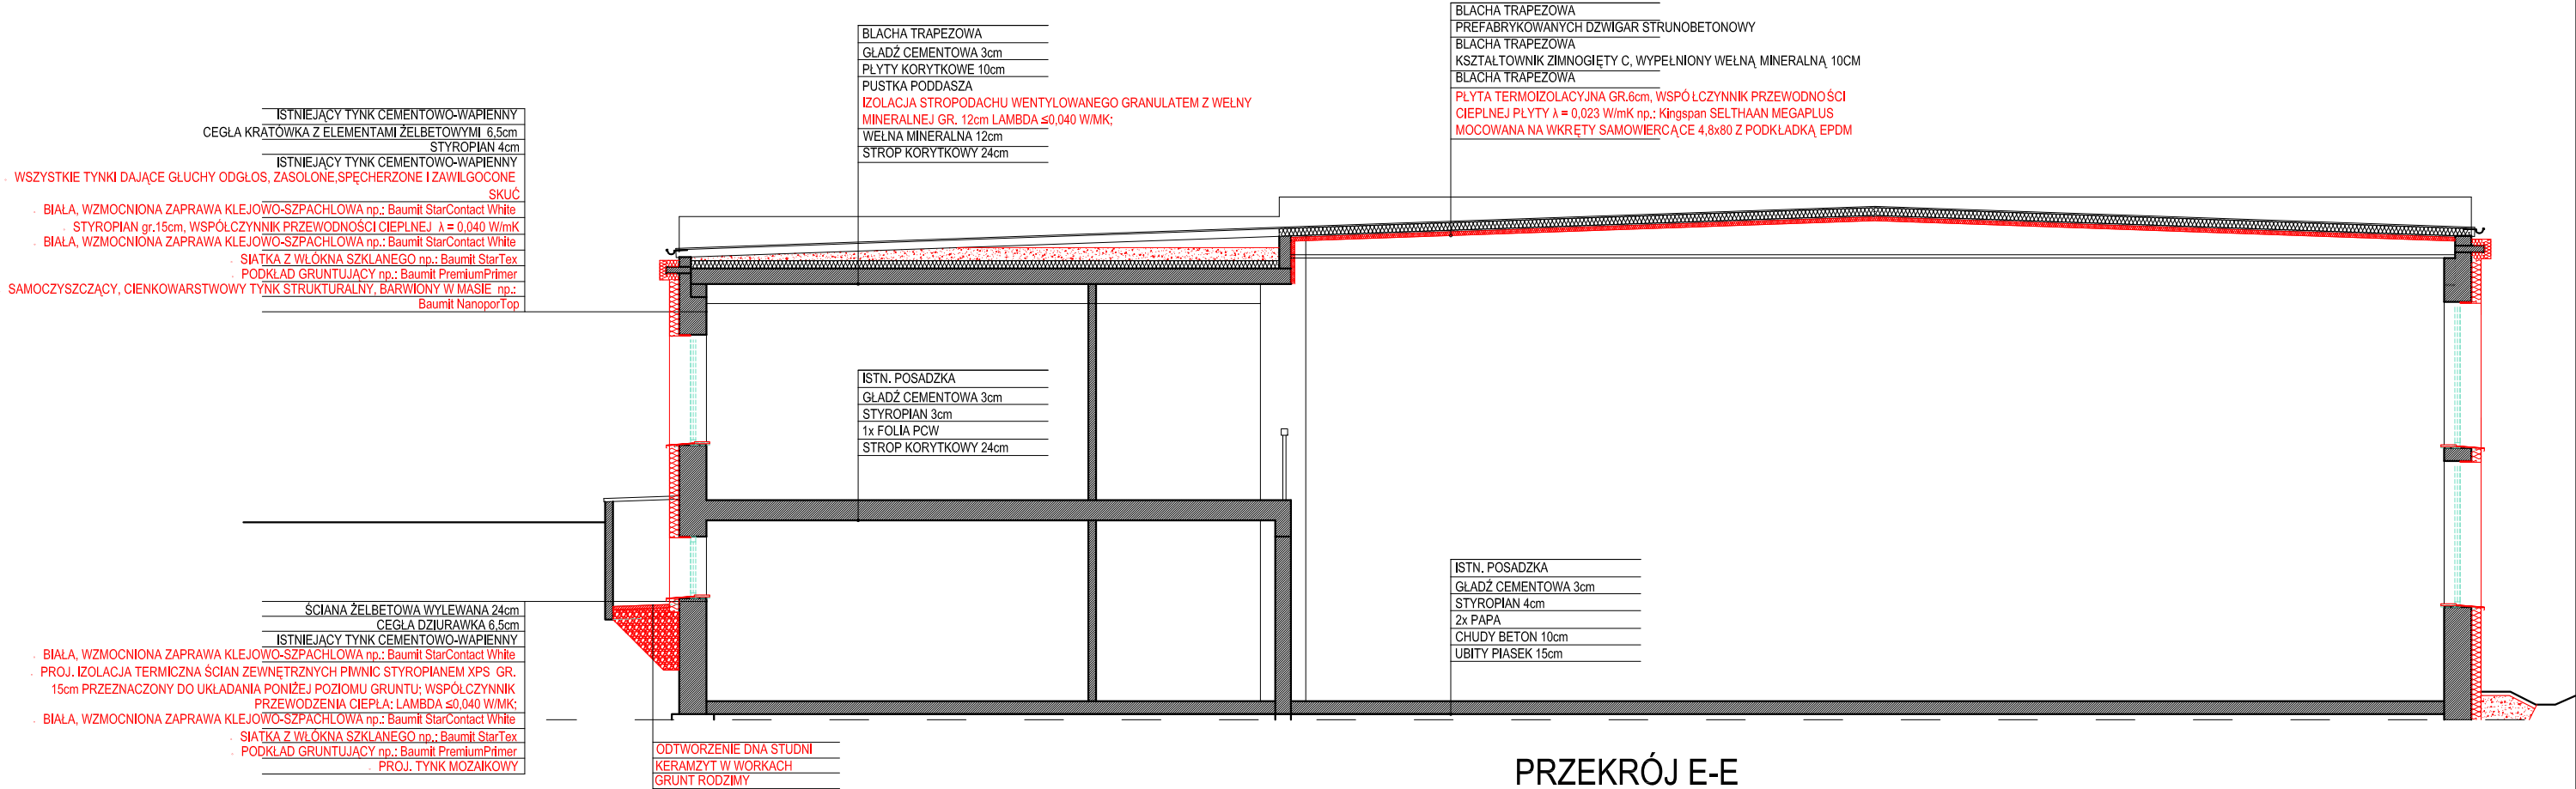 ISTNIEJĄCY TYNK CEMENTOWO-WAPIENNY
CEGŁA KRATÓWKA Z ELEMENTAMI ŻELBETOWYMI 6,5cm
STYROPIAN 4cm
ISTNIEJĄCY TYNK CEMENTOWO-WAPIENNY
WSZYSTKIE TYNKI DAJĄCE GŁUCHY ODGŁOS, ZASOLONE,SPĘCHERZONE I ZAWILGOCONE
SKUĆ
BIAŁA, WZMOCNIONA ZAPRAWA KLEJOWO-SZPACHLOWA np.: Baumit StarContact White
STYROPIAN gr.15cm, WSPÓŁCZYNNIK PRZEWODNOŚCI CIEPLNEJ λ = 0,040 W/mK
BIAŁA, WZMOCNIONA ZAPRAWA KLEJOWO-SZPACHLOWA np.: Baumit StarContact White
SIATKA Z WŁÓKNA SZKLANEGO np.: Baumit StarTex
PODKŁAD GRUNTUJĄCY np.: Baumit PremiumPrimer
SAMOCZYSZCZĄCY, CIENKOWARSTWOWY TYNK STRUKTURALNY, BARWIONY W MASIE np.:
Baumit NanoporTop
BLACHA TRAPEZOWA
GŁADŹ CEMENTOWA 3cm
PŁYTY KORYTKOWE 10cm
PUSTKA PODDASZA
IZOLACJA STROPODACHU WENTYLOWANEGO GRANULATEM Z WEŁNY
MINERALNEJ GR. 12cm LAMBDA ≤0,040 W/MK;
WEŁNA MINERALNA 12cm
STROP KORYTKOWY 24cm
BLACHA TRAPEZOWA
PREFABRYKOWANYCH DZWIGAR STRUNOBETONOWY
BLACHA TRAPEZOWA
KSZTAŁTOWNIK ZIMNOGIĘTY C, WYPEŁNIONY WEŁNĄ MINERALNĄ 10CM
BLACHA TRAPEZOWA
PŁYTA TERMOIZOLACYJNA GR.6cm, WSPÓŁCZYNNIK PRZEWODNOŚCI
CIEPLNEJ PŁYTY λ = 0,023 W/mK np.: Kingspan SELTHAAN MEGAPLUS
MOCOWANA NA WKRĘTY SAMOWIERCĄCE 4,8x80 Z PODKŁADKĄ EPDM
ISTN. POSADZKA
GŁADŹ CEMENTOWA 3cm
STYROPIAN 3cm
1x FOLIA PCW
STROP KORYTKOWY 24cm
ISTN. POSADZKA
GŁADŹ CEMENTOWA 3cm
STYROPIAN 4cm
2x PAPA
CHUDY BETON 10cm
UBITY PIASEK 15cm
ŚCIANA ŻELBETOWA WYLEWANA 24cm
CEGŁA DZIURAWKA 6,5cm
ISTNIEJĄCY TYNK CEMENTOWO-WAPIENNY
BIAŁA, WZMOCNIONA ZAPRAWA KLEJOWO-SZPACHLOWA np.: Baumit StarContact White
PROJ. IZOLACJA TERMICZNA ŚCIAN ZEWNĘTRZNYCH PIWNIC STYROPIANEM XPS GR.
15cm PRZEZNACZONY DO UKŁADANIA PONIŻEJ POZIOMU GRUNTU; WSPÓŁCZYNNIK
PRZEWODZENIA CIEPŁA; LAMBDA ≤0,040 W/MK;
BIAŁA, WZMOCNIONA ZAPRAWA KLEJOWO-SZPACHLOWA np.: Baumit StarContact White
SIATKA Z WŁÓKNA SZKLANEGO np.: Baumit StarTex
PODKŁAD GRUNTUJĄCY np.: Baumit PremiumPrimer
PROJ. TYNK MOZAIKOWY
ODTWORZENIE DNA STUDNI
KERAMZYT W WORKACH
GRUNT RODZIMY
PRZEKRÓJ E-E